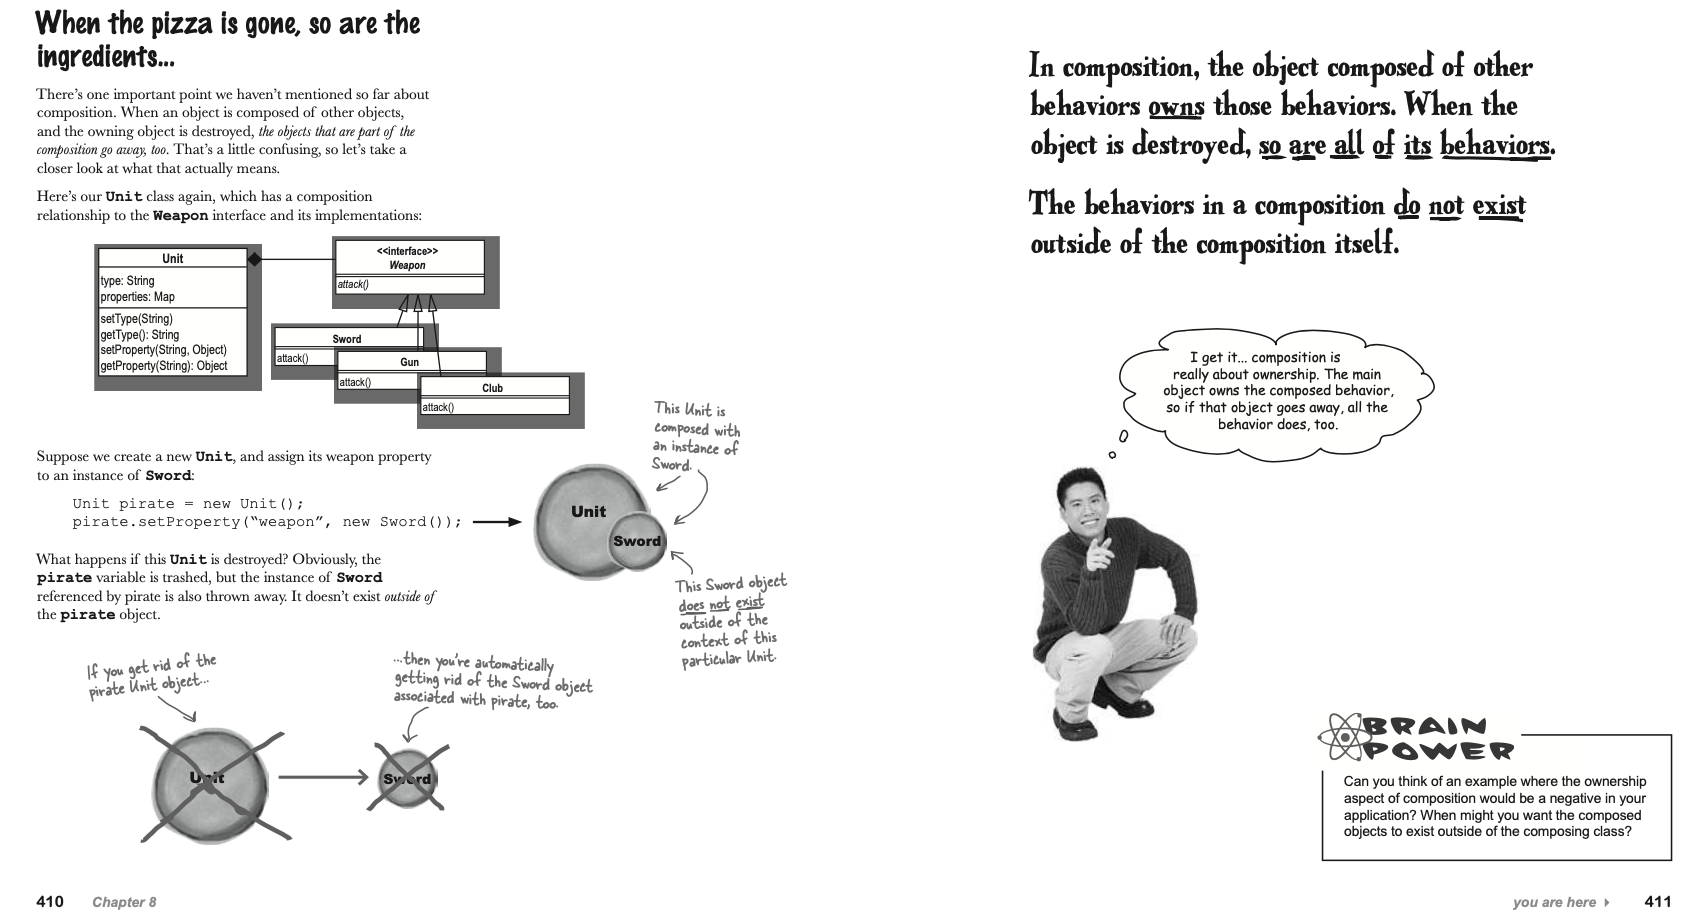 When the pizza is gone, so are the
ingredients...
There’s one important point we haven’t mentioned so far about
composition. When an object is composed of other objects,
and the owning object is destroyed, the objects that are part of the
composition go away, too. That’s a little confusing, so let’s take a
closer look at what that actually means.
Here’s our Unit class again, which has a composition
relationship to the Weapon interface and its implementations:
Unit
type: String
properties: Map
setType(String)
getType(): String
setProperty(String, Object)
getProperty(String): Object
<<interface>>
Weapon
attack()
Sword
attack()
Gun
attack()
Club
attack()
Suppose we create a new Unit, and assign its weapon property
to an instance of Sword:
Unit pirate = new Unit();
pirate.setProperty(“weapon”, new Sword());
This Unit is
composed with
an instance of
Sword.
Unit
Sword
This Sword object
does not exist
outside of the
context of this
particular Unit.
What happens if this Unit is destroyed? Obviously, the
pirate variable is trashed, but the instance of Sword
referenced by pirate is also thrown away. It doesn’t exist outside of
the pirate object.
If you get rid of the
pirate Unit object...
...then you’re automatically
getting rid of the Sword object
associated with pirate, too.
Unit
Sword
410 Chapter 8
In composition, the object composed of other
behaviors owns those behaviors. When the
object is destroyed, so are all of its behaviors.
The behaviors in a composition do not exist
outside of the composition itself.
I get it... composition is
really about ownership. The main
object owns the composed behavior,
so if that object goes away, all the
behavior does, too.
BRAIN
POWER
Can you think of an example where the ownership
aspect of composition would be a negative in your
application? When might you want the composed
objects to exist outside of the composing class?
you are here 411